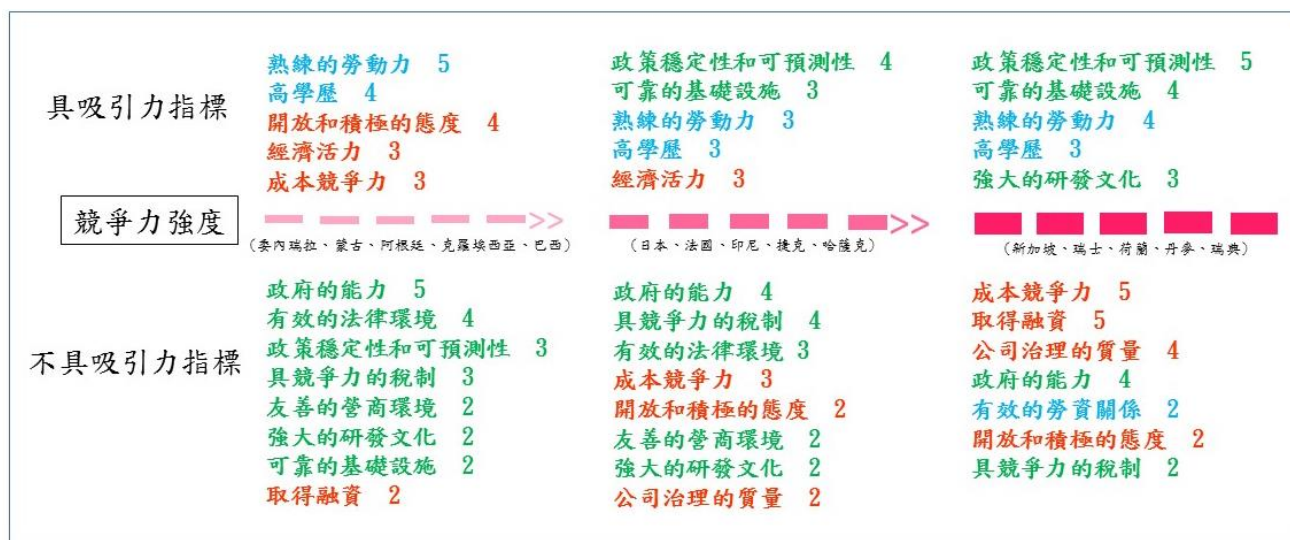 具吸引力指標
熟練的勞動力 5
高學歷 4
開放和積極的態度 4
經濟活力 3
成本競爭力 3
政策穩定性和可預測性 4
可靠的基礎設施 3
熟練的勞動力 3
高學歷 3
經濟活力 3
政策穩定性和可預測性 5
可靠的基礎設施 4
熟練的勞動力 4
高學歷 3
強大的研發文化 3
競爭力強度
>>
>>
(委內瑞拉、蒙古、阿根廷、克羅埃西亞、巴西)
(日本、法國、印尼、捷克、哈薩克)
(新加坡、瑞士、荷蘭、丹麥、瑞典)
不具吸引力指標
政府的能力 5
有效的法律環境 4
政策穩定性和可預測性 3
具競爭力的稅制 3
友善的營商環境 2
強大的研發文化 2
可靠的基礎設施 2
取得融資 2
政府的能力 4
具競爭力的稅制 4
有效的法律環境 3
成本競爭力 3
開放和積極的態度 2
友善的營商環境 2
強大的研發文化 2
公司治理的質量 2
成本競爭力 5
取得融資 5
公司治理的質量 4
政府的能力 4
有效的勞資關係 2
開放和積極的態度 2
具競爭力的稅制 2